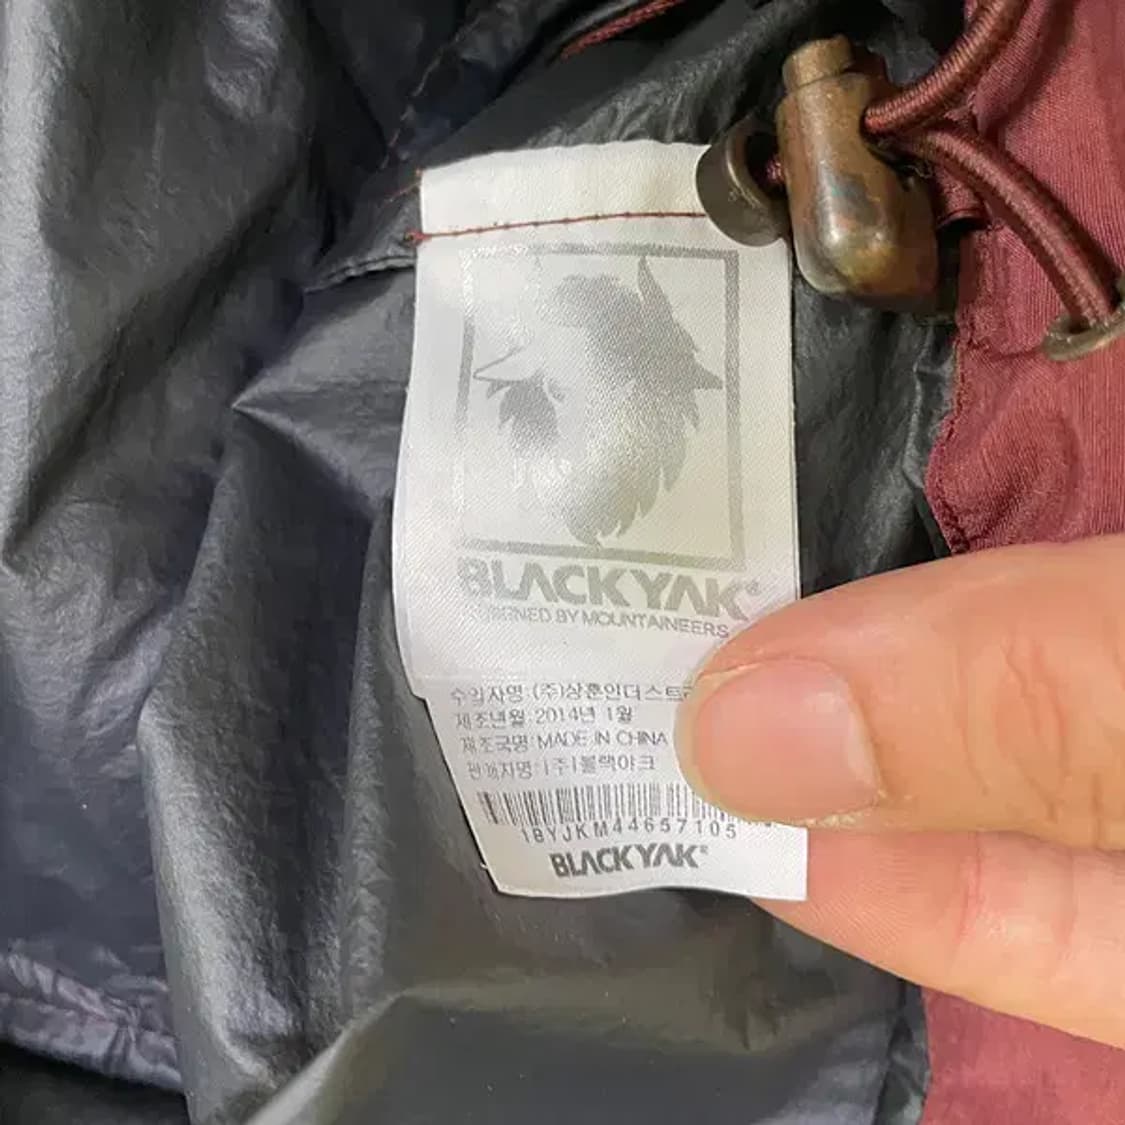 BLACKYAK®
BY MOUNTAINEERS
수입자명:(주)상훈인더스트리
제조년월:2014년 1월
제조국명:MADE IN CHINA
판매자명:(주)블랙야크
1BYJKM44657105
BLACKYAK®